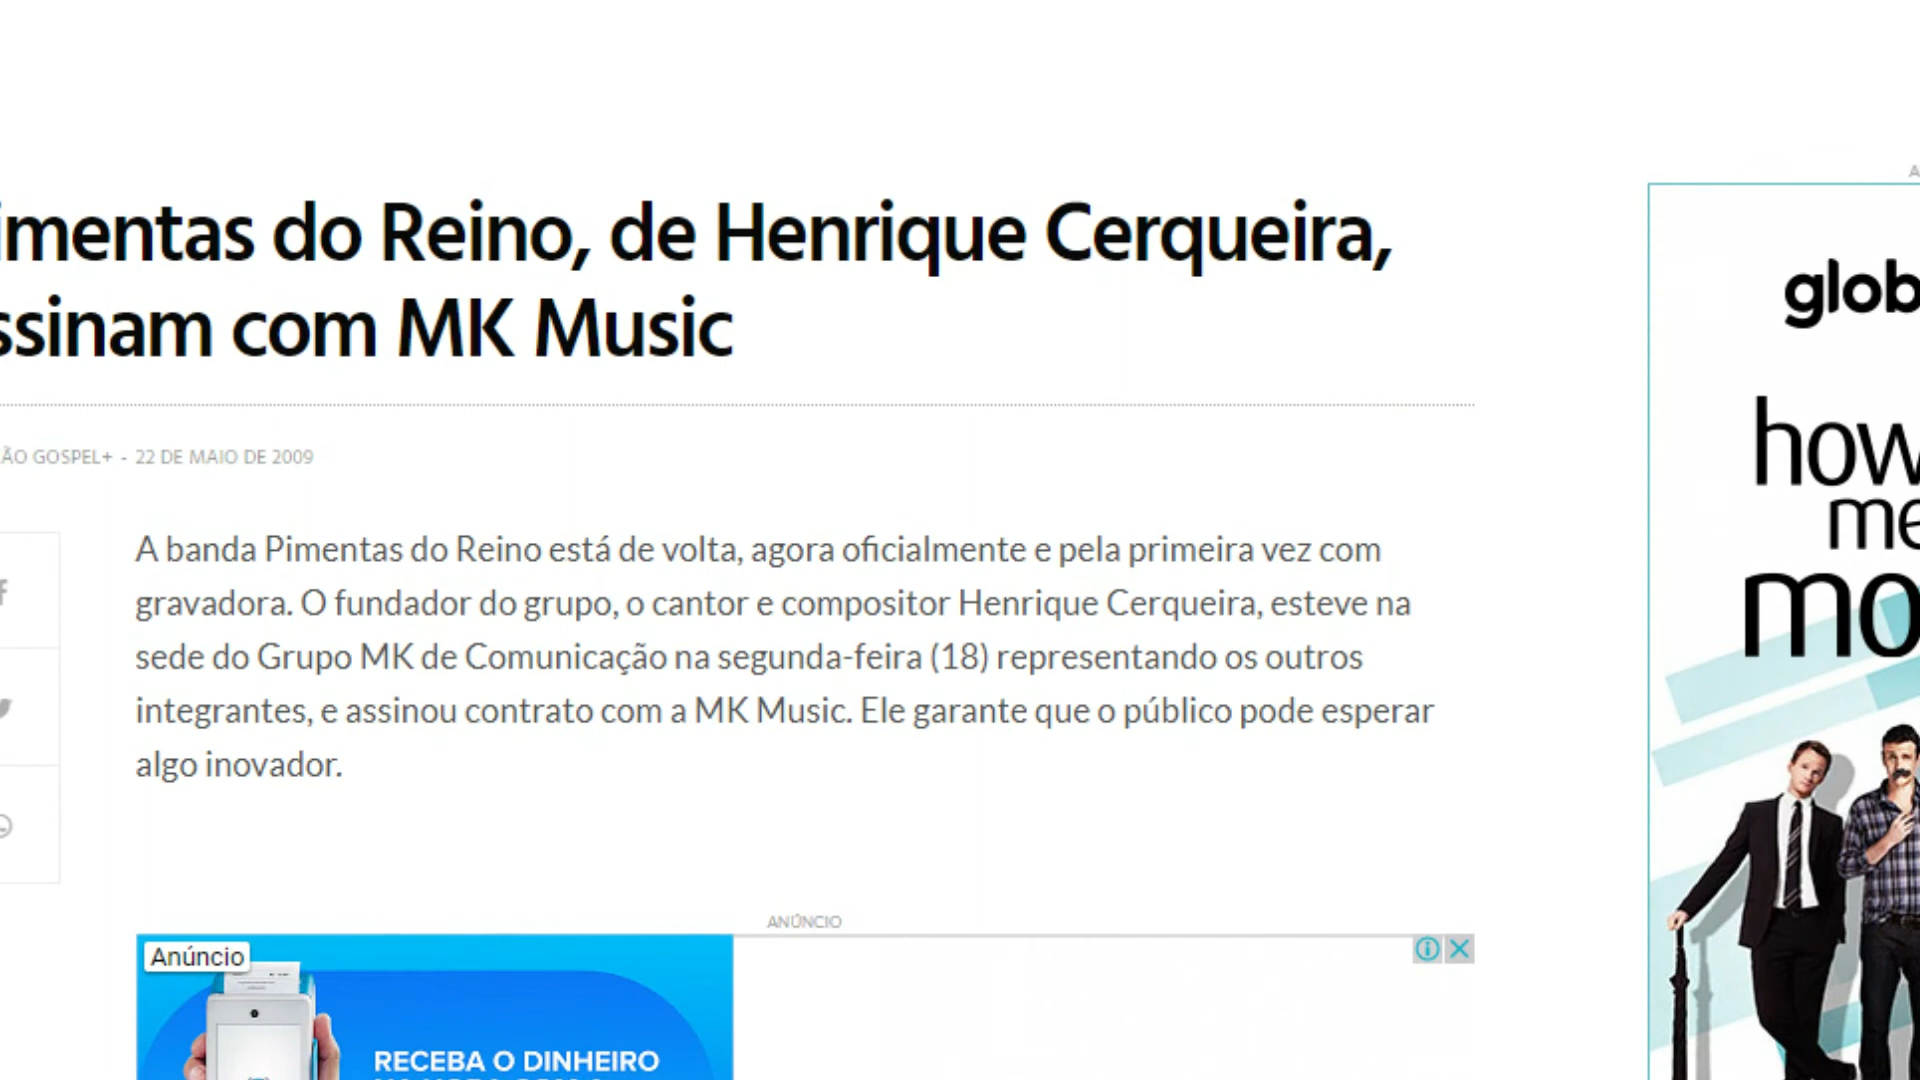 imentas do Reino, de Henrique Cerqueira,
ssinam com MK Music
ÃO GOSPEL+ - 22 DE MAIO DE 2009
A banda Pimentas do Reino está de volta, agora oficialmente e pela primeira vez com
gravadora. O fundador do grupo, o cantor e compositor Henrique Cerqueira, esteve na
sede do Grupo MK de Comunicação na segunda-feira (18) representando os outros
integrantes, e assinou contrato com a MK Music. Ele garante que o público pode esperar
algo inovador.
ANÚNCIO
Anúncio
RECEBA O DINHEIRO
A
glob
how
me
mo